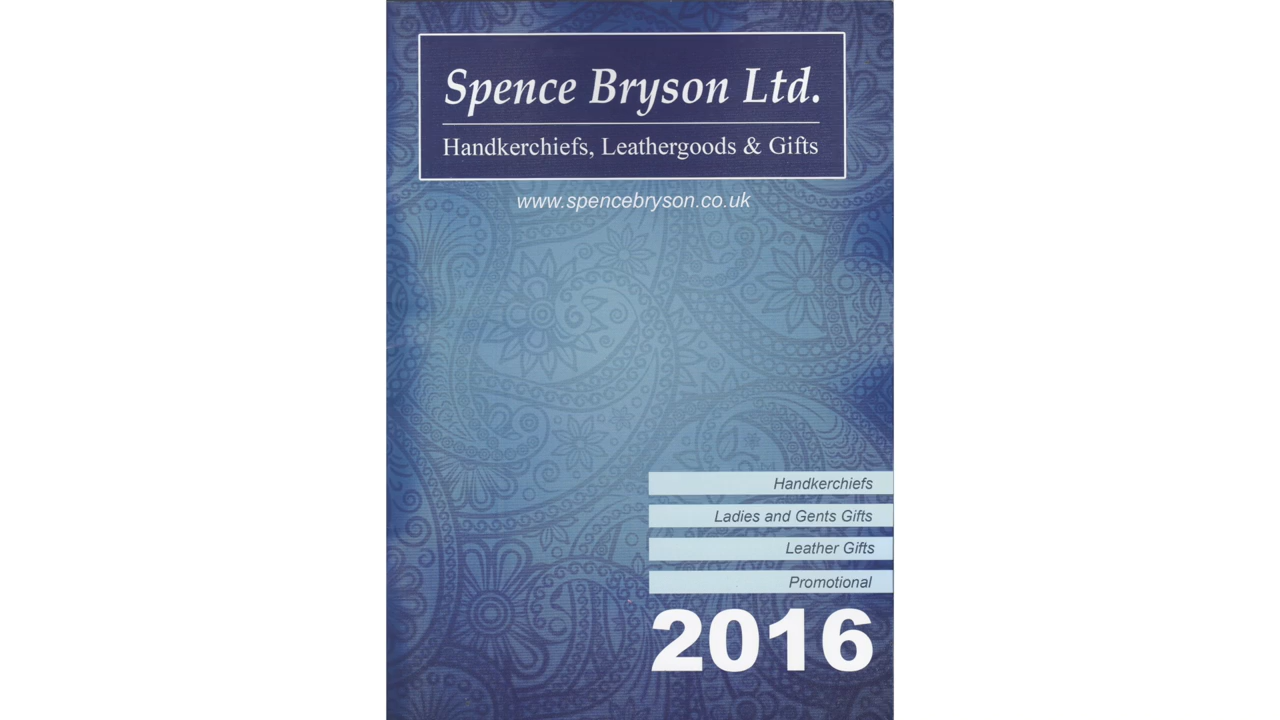 Spence Bryson Ltd.
Handkerchiefs, Leathergoods & Gifts
www.spencebryson.co.uk
Handkerchiefs
Ladies and Gents Gifts
Leather Gifts
Promotional
2016